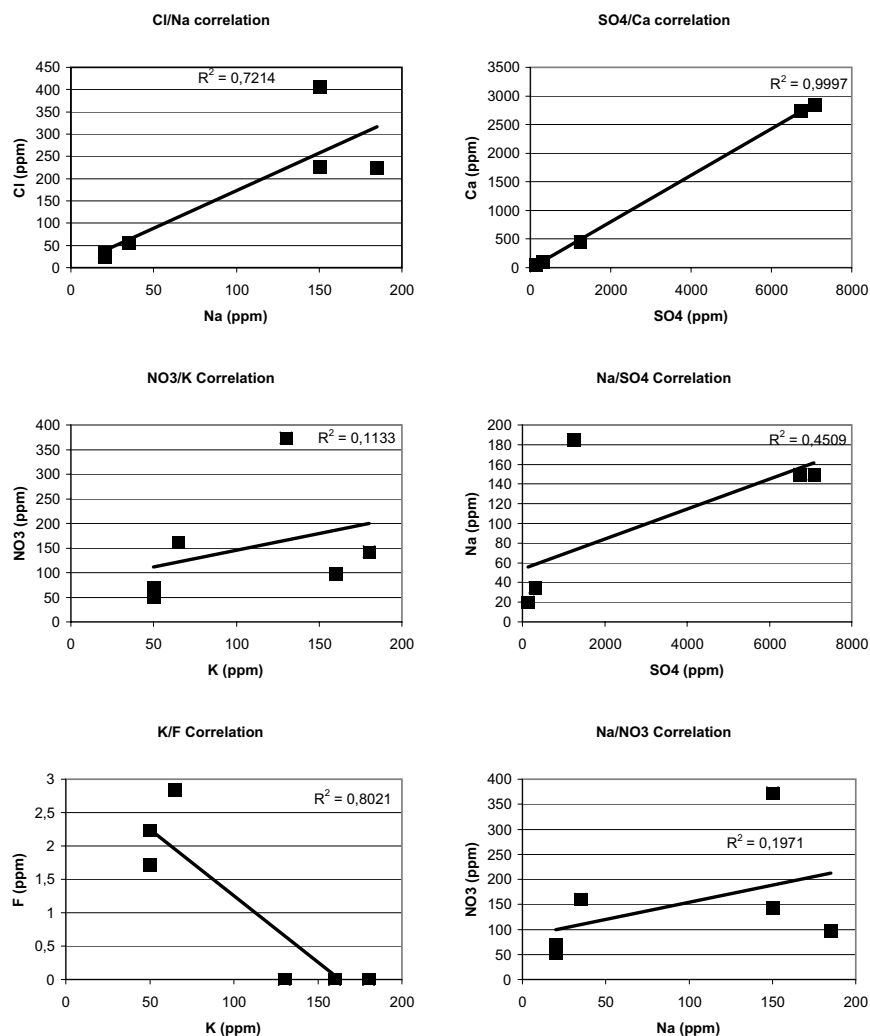 Cl/Na correlation
R² = 0,7214
450
400
350
300
250
200
150
100
50
0
Cl (ppm)
0 50 100 150 200
Na (ppm)
SO4/Ca correlation
R² = 0,9997
3500
3000
2500
2000
1500
1000
500
0
Ca (ppm)
0 2000 4000 6000 8000
SO4 (ppm)
NO3/K Correlation
R² = 0,1133
400
350
300
250
200
150
100
50
0
NO3 (ppm)
0 50 100 150 200
K (ppm)
Na/SO4 Correlation
R² = 0,4509
200
180
160
140
120
100
80
60
40
20
0
Na (ppm)
0 2000 4000 6000 8000
SO4 (ppm)
K/F Correlation
R² = 0,8021
3
2,5
2
1,5
1
0,5
0
F (ppm)
0 50 100 150 200
K (ppm)
Na/NO3 Correlation
R² = 0,1971
400
350
300
250
200
150
100
50
0
NO3 (ppm)
0 50 100 150 200
Na (ppm)